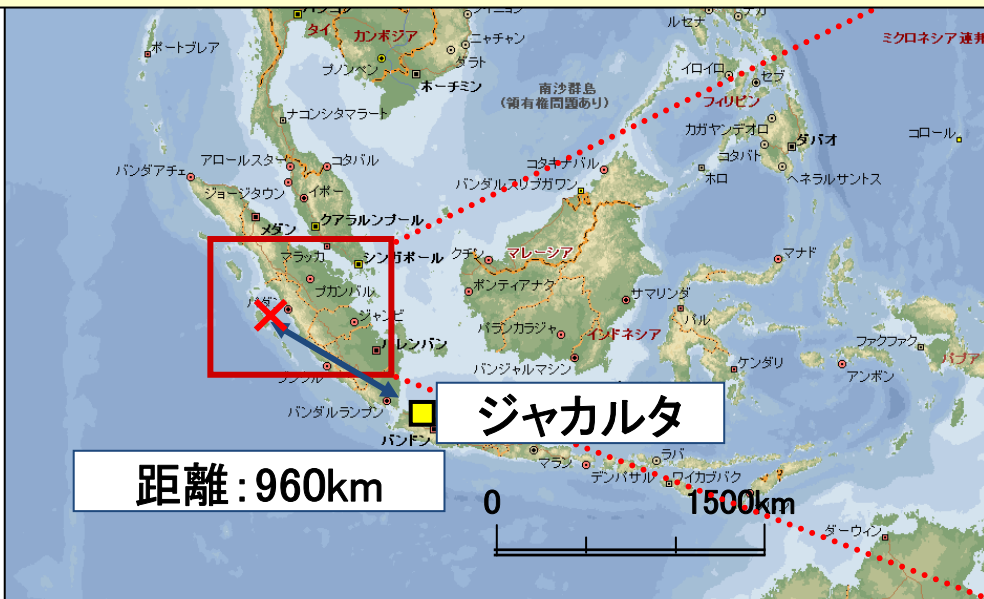 タイ
カンボジア
ニャチャン
ルセナ
ミクロネシア連邦
ポートブレア
プノンペン
ダラト
ホーチミン
イロイロ
セブ
南沙群島
(領有権問題あり)
フィリピン
ナコンシタマラート
カガヤンデオロ
ダバオ
コロール
コタバト
アロールスター
コタバル
コタキナバル
バンダアチェ
ホロ
ヘネラルサントス
ジョージタウン
イポー
バンダルスリブガワン
クアラルンプール
メダン
マラッカ
シンガポール
クチン
マレーシア
マナド
プカンバル
ポンティアナク
サマリンダ
パダン
ジャンビ
パル
パランカラジャ
インドネシア
パレンバン
ファクファク
パプア
バンジャルマシン
ケンダリ
アンボン
バンダルランプン
ジャカルタ
バンドン
マラン
ラバ
デンパサル
ワイカブバク
距離：960km
0
1500km
ダーウィン